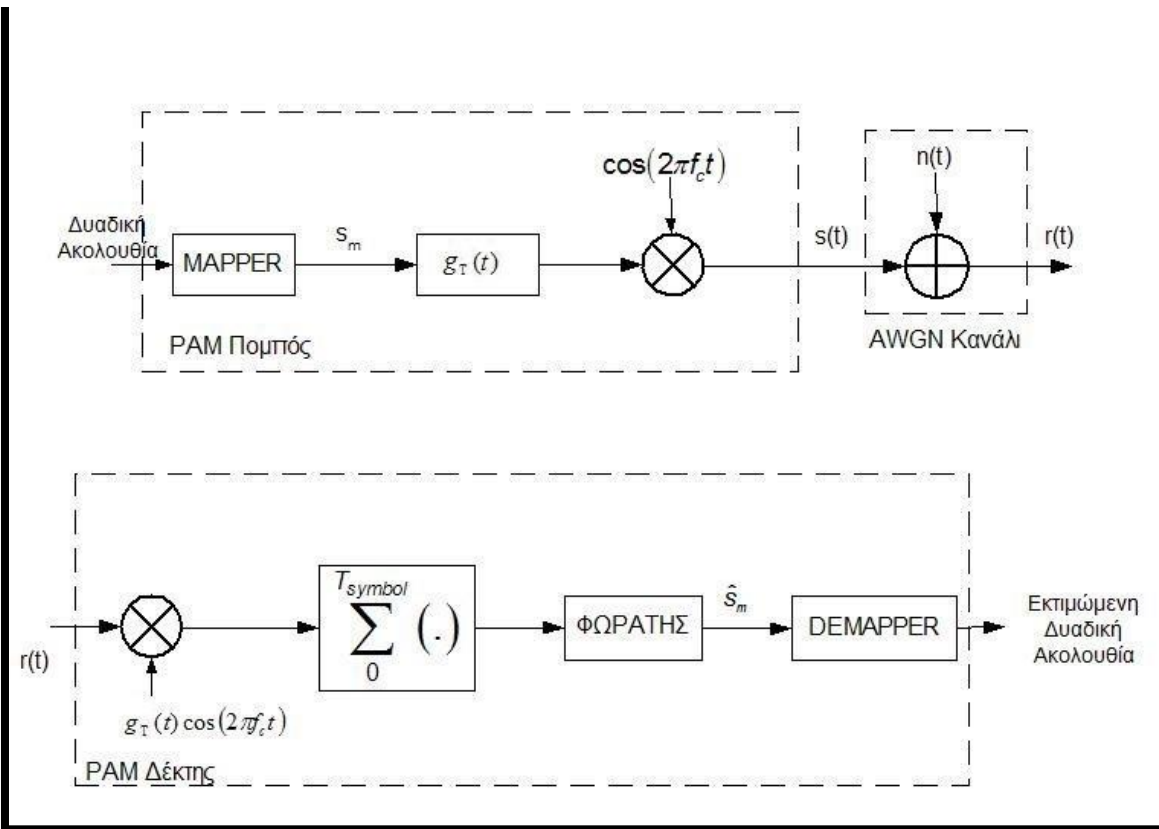 cos(2πf_c t)
n(t)
Δυαδική
Ακολουθία
s_m
s(t)
r(t)
MAPPER
g_T(t)
PAM Πομπός
AWGN Κανάλι
T_symbol
∑ (.)
0
ΦΩΡΑΤΗΣ
ŝ_m
DEMAPPER
Εκτιμώμενη
Δυαδική
Ακολουθία
r(t)
g_T(t) cos(2πf_c t)
PAM Δέκτης